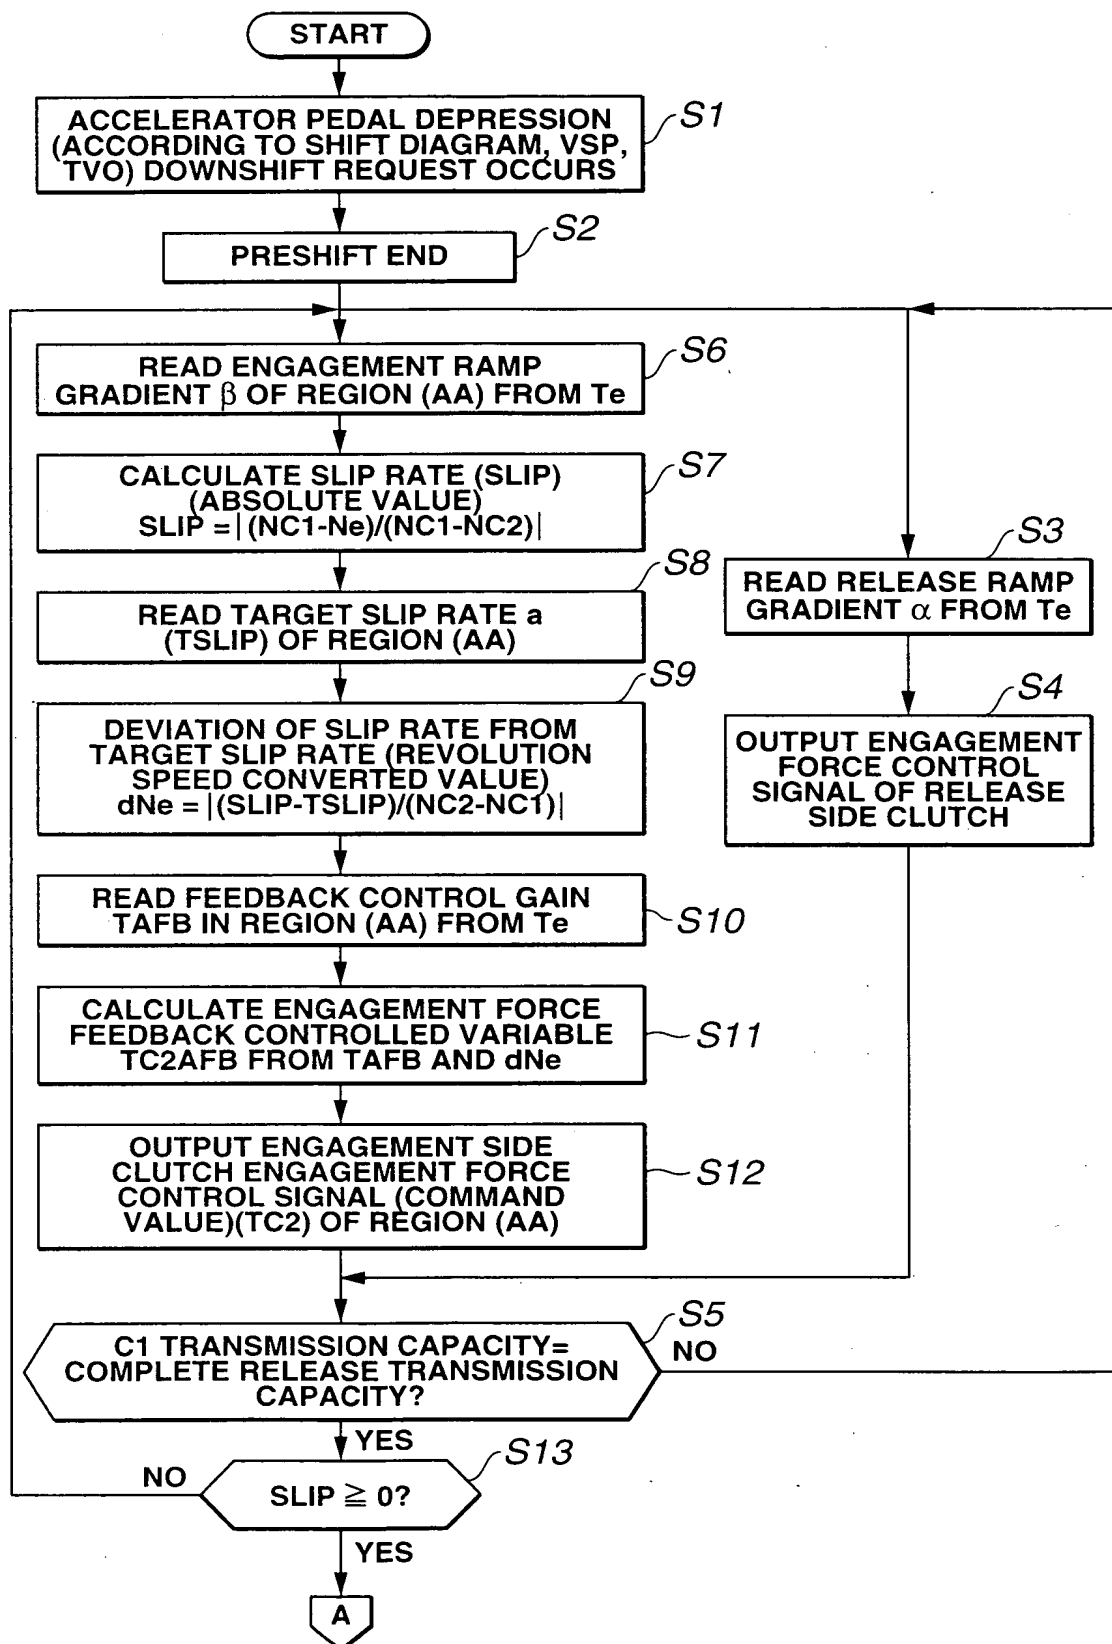 START
S1
ACCELERATOR PEDAL DEPRESSION
(ACCORDING TO SHIFT DIAGRAM, VSP,
TVO) DOWNSHIFT REQUEST OCCURS
S2
PRESHIFT END
S6
READ ENGAGEMENT RAMP
GRADIENT β OF REGION (AA) FROM Te
S7
CALCULATE SLIP RATE (SLIP)
(ABSOLUTE VALUE)
SLIP =|(NC1-Ne)/(NC1-NC2)|
S8
READ TARGET SLIP RATE a
(TSLIP) OF REGION (AA)
S9
DEVIATION OF SLIP RATE FROM
TARGET SLIP RATE (REVOLUTION
SPEED CONVERTED VALUE)
dNe = |(SLIP-TSLIP)/(NC2-NC1)|
S10
READ FEEDBACK CONTROL GAIN
TAFB IN REGION (AA) FROM Te
S11
CALCULATE ENGAGEMENT FORCE
FEEDBACK CONTROLLED VARIABLE
TC2AFB FROM TAFB AND dNe
S12
OUTPUT ENGAGEMENT SIDE
CLUTCH ENGAGEMENT FORCE
CONTROL SIGNAL (COMMAND
VALUE)(TC2) OF REGION (AA)
S3
READ RELEASE RAMP
GRADIENT α FROM Te
S4
OUTPUT ENGAGEMENT
FORCE CONTROL
SIGNAL OF RELEASE
SIDE CLUTCH
S5
C1 TRANSMISSION CAPACITY=
COMPLETE RELEASE TRANSMISSION
CAPACITY?
NO
YES
S13
NO
SLIP ≧ 0?
YES
A